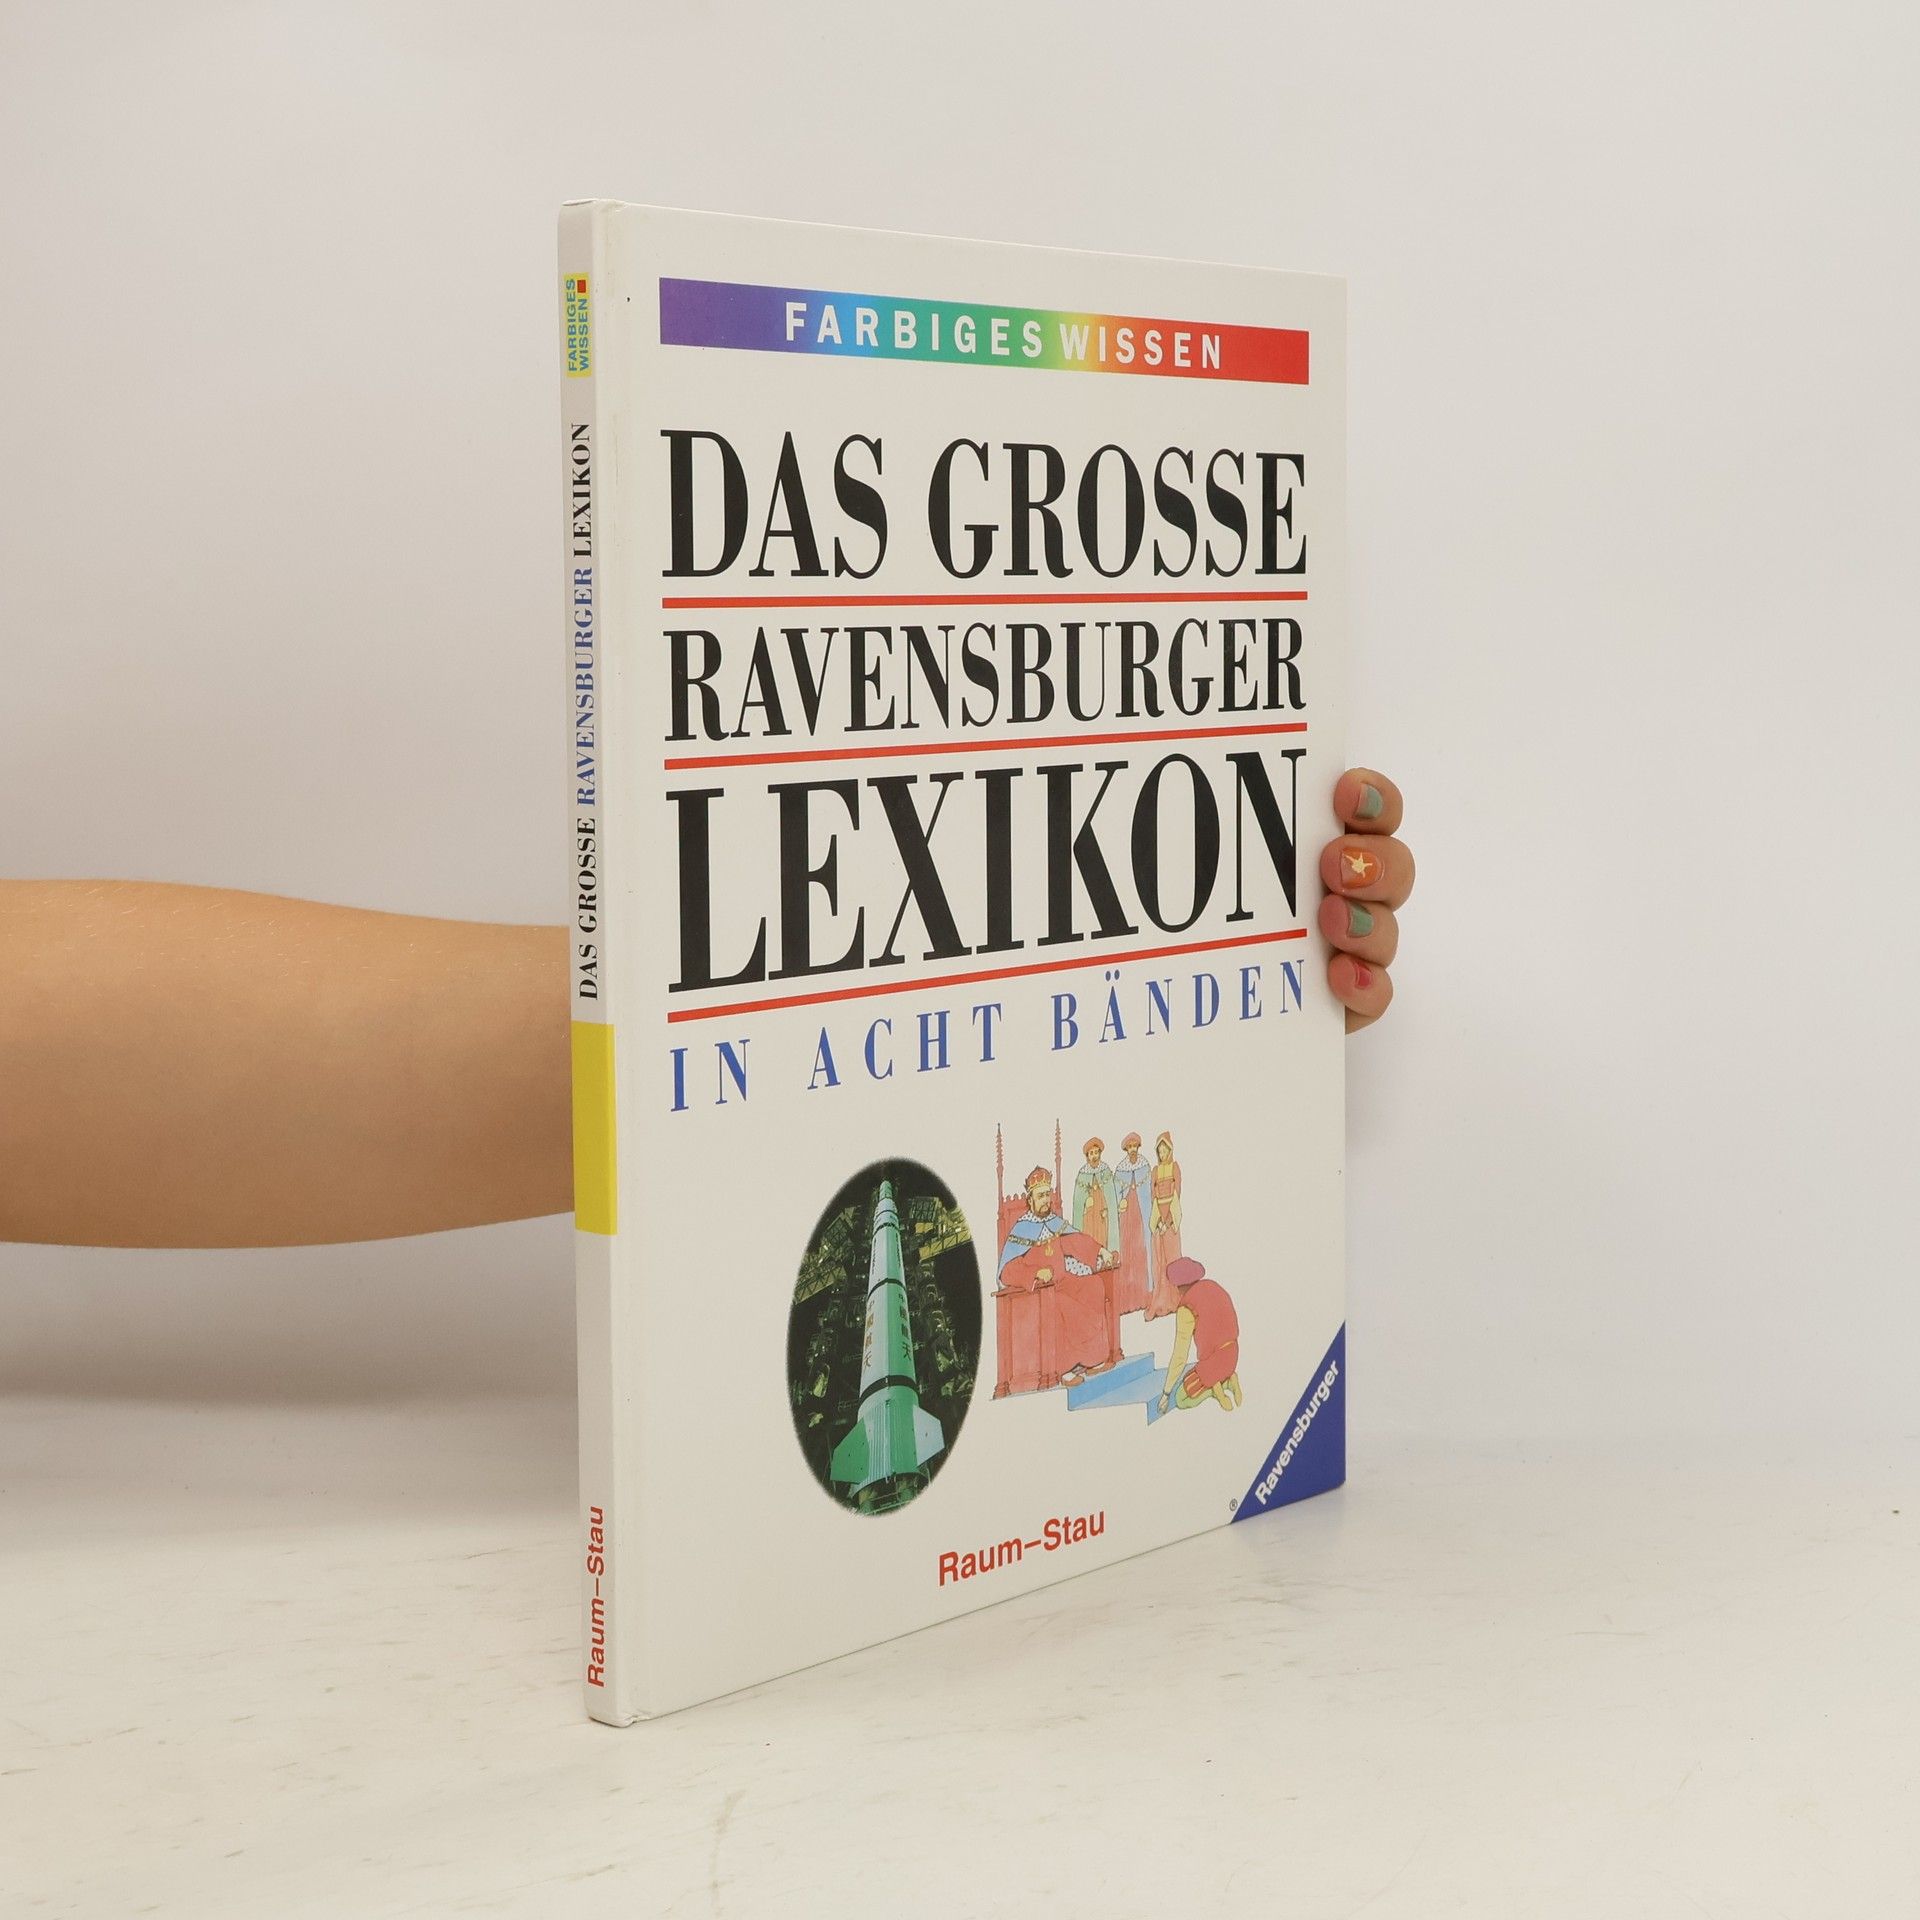 FARBIGES WISSEN
DAS GROSSE
RAVENSBURGER
LEXIKON
IN ACHT BÄNDEN
Raum–Stau
Ravensburger
®
FARBIGES
WISSEN
DAS GROSSE RAVENSBURGER LEXIKON
Raum–Stau